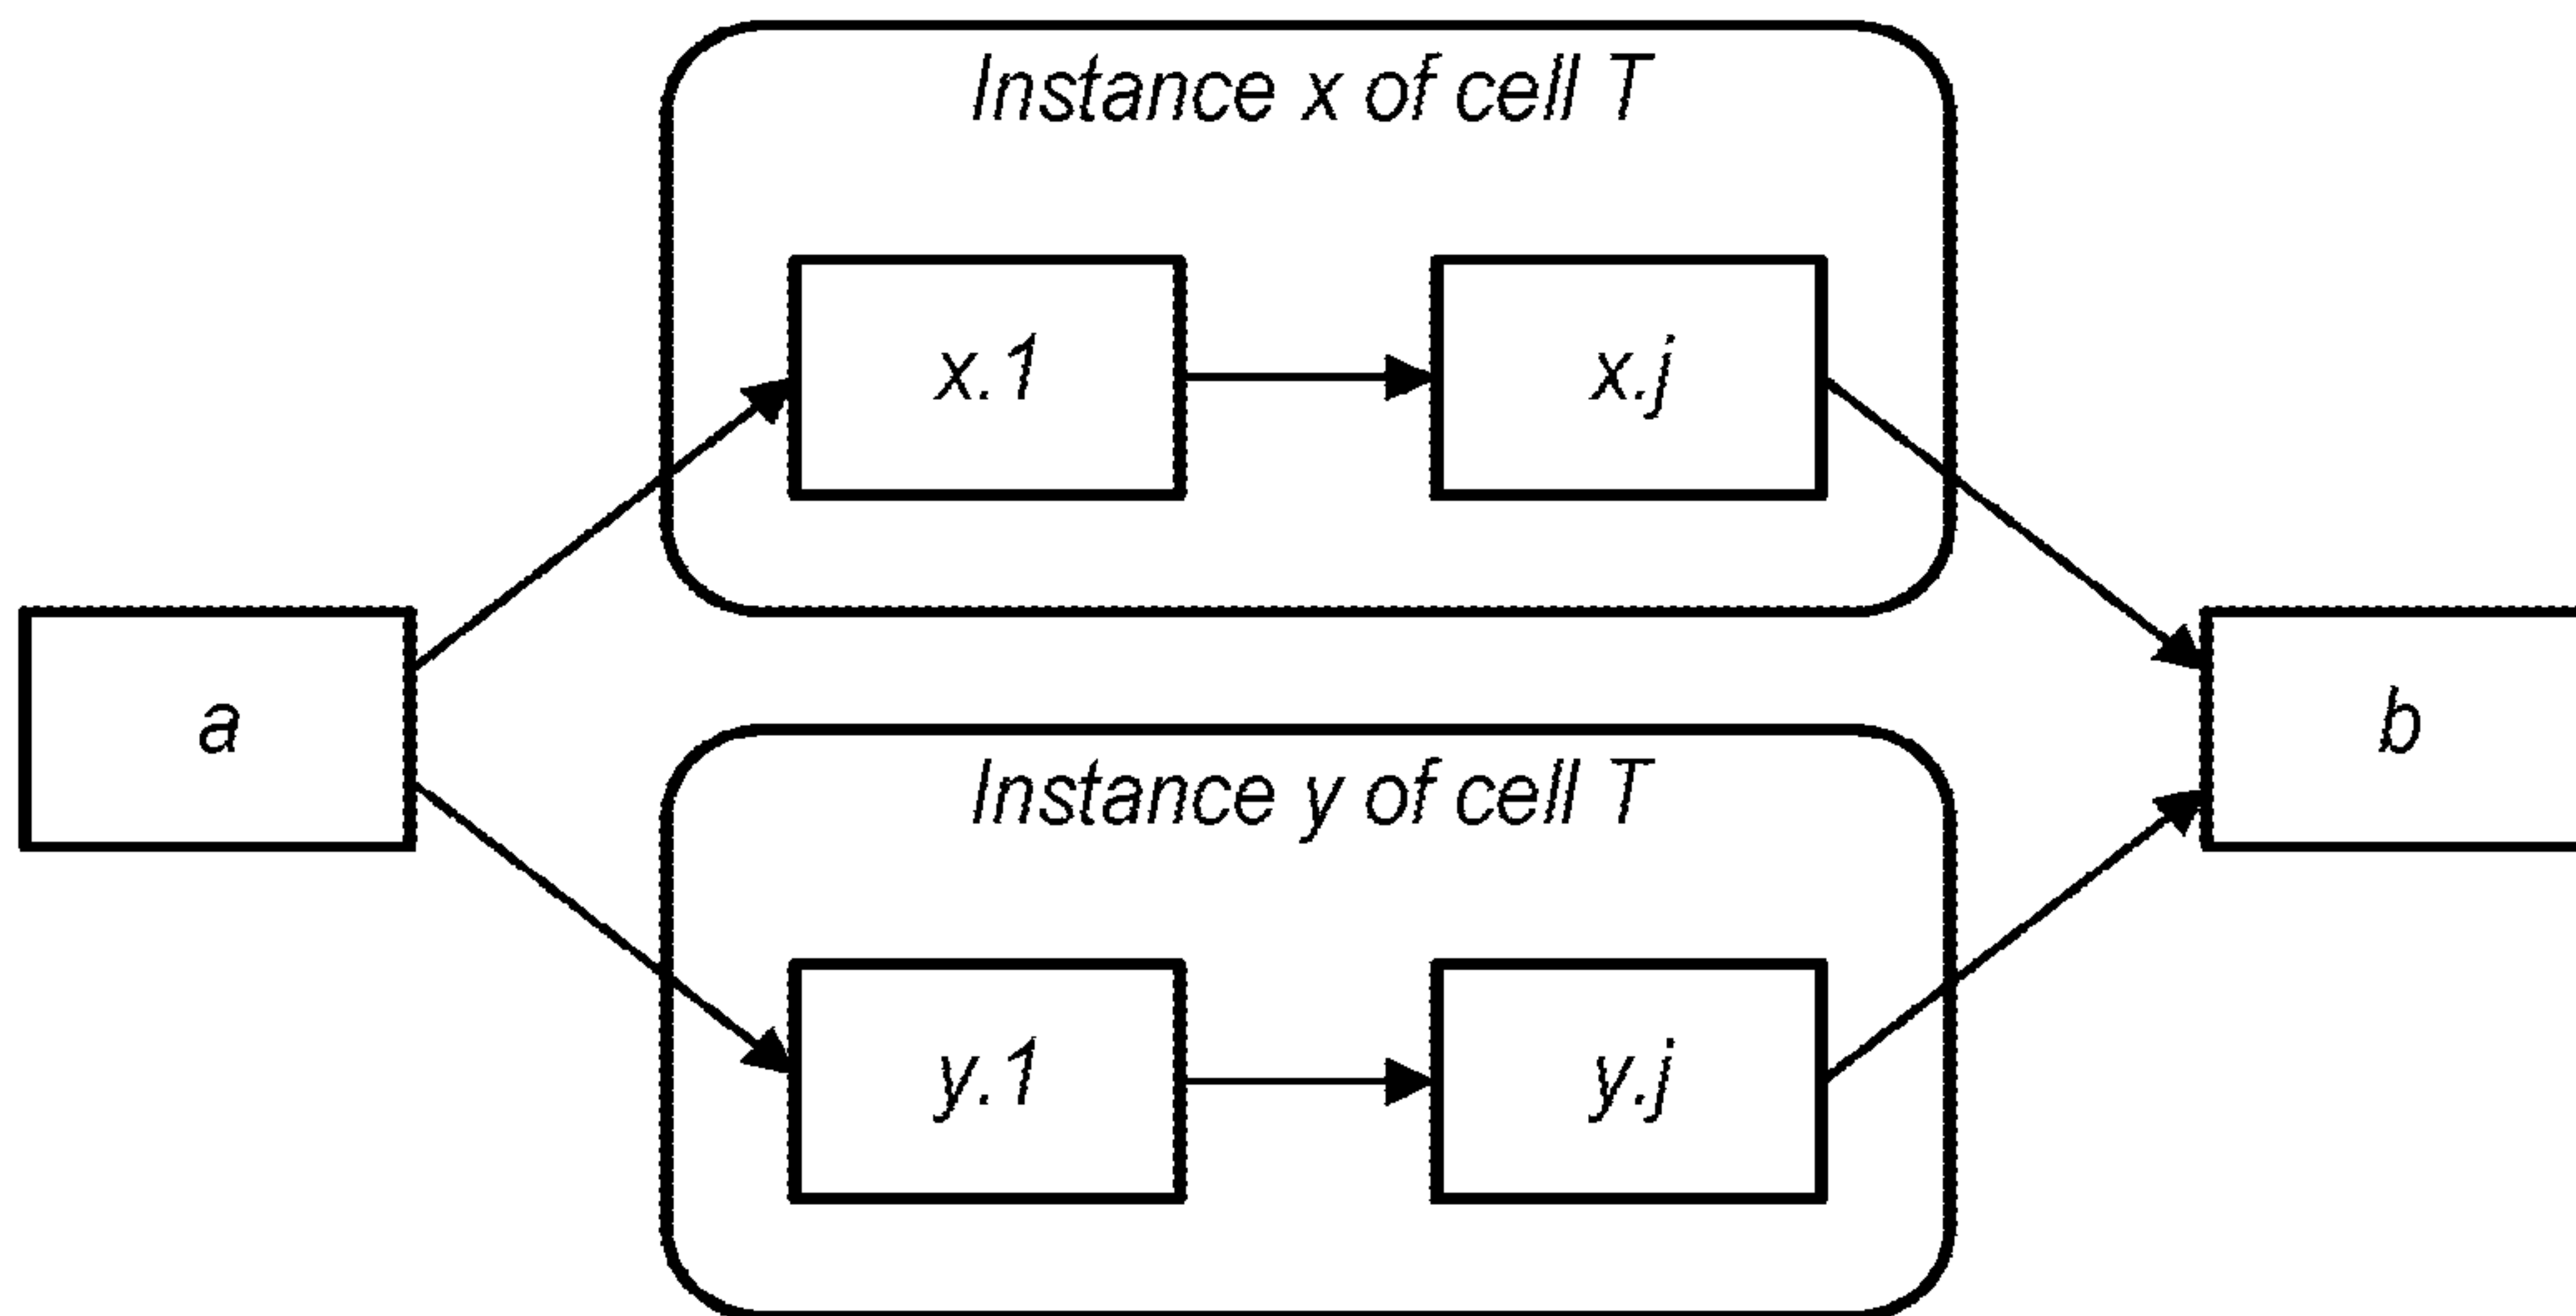 Instance x of cell T
x.1
x.j
a
b
Instance y of cell T
y.1
y.j